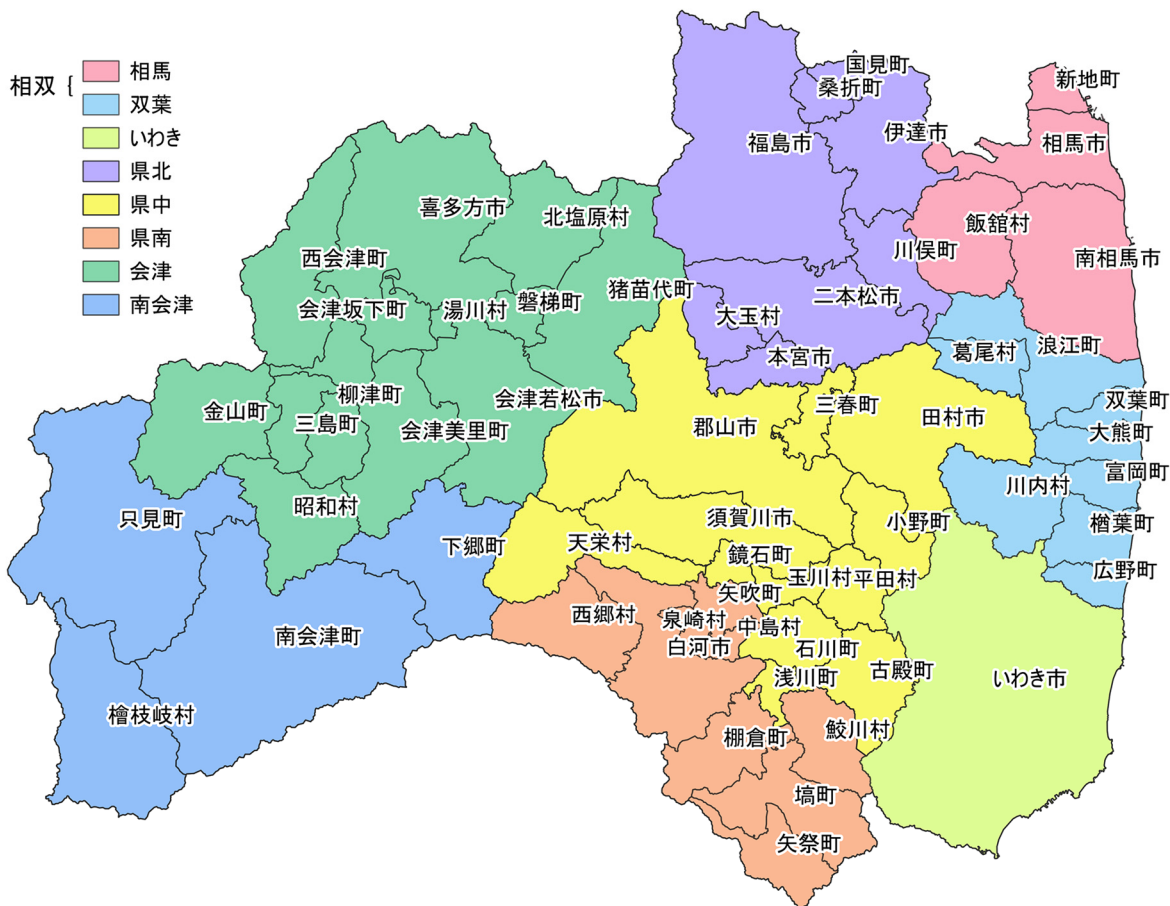 相双 {
相馬
双葉
いわき
県北
県中
県南
会津
南会津
国見町
桑折町
新地町
伊達市
福島市
相馬市
喜多方市
北塩原村
飯舘村
川俣町
南相馬市
西会津町
猪苗代町
二本松市
会津坂下町
湯川村
磐梯町
大玉村
本宮市
葛尾村
浪江町
柳津町
会津若松市
三春町
双葉町
金山町
三島町
会津美里町
郡山市
田村市
大熊町
富岡町
川内村
昭和村
只見町
須賀川市
小野町
楢葉町
下郷町
天栄村
鏡石町
玉川村
平田村
広野町
矢吹町
西郷村
泉崎村
中島村
南会津町
白河市
石川町
古殿町
浅川町
いわき市
檜枝岐村
棚倉町
鮫川村
塙町
矢祭町